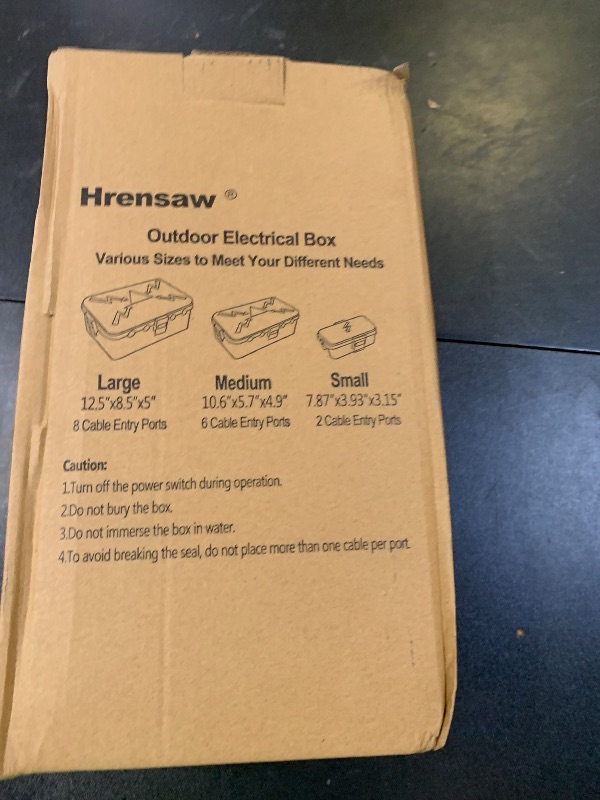 Hrensaw ®
Outdoor Electrical Box
Various Sizes to Meet Your Different Needs
Large Medium Small
12.5"x8.5"x5" 10.6"x5.7"x4.9" 7.87"x3.93"x3.15"
8 Cable Entry Ports 6 Cable Entry Ports 2 Cable Entry Ports
Caution:
1.Turn off the power switch during operation.
2.Do not bury the box.
3.Do not immerse the box in water.
4.To avoid breaking the seal, do not place more than one cable per port.